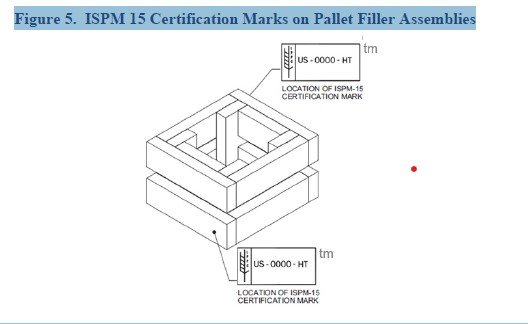 Figure 5.  ISPM 15 Certification Marks on Pallet Filler Assemblies
tm
US - 0000 - HT
LOCATION OF ISPM-15
CERTIFICATION MARK
tm
US - 0000 - HT
LOCATION OF ISPM-15
CERTIFICATION MARK